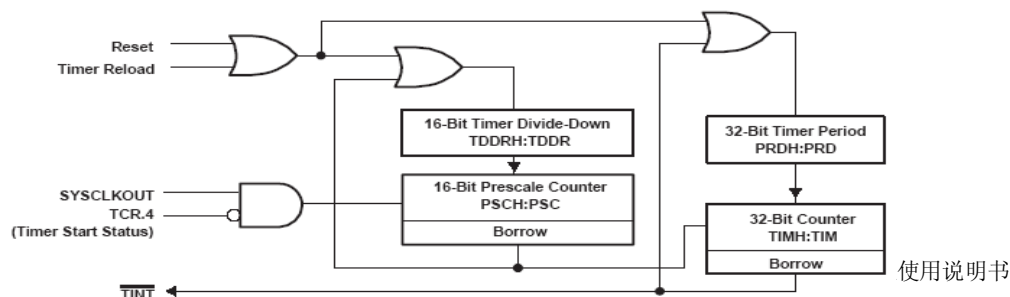 Reset
Timer Reload
16-Bit Timer Divide-Down
TDDRH:TDDR
32-Bit Timer Period
PRDH:PRD
SYSCLKOUT
TCR.4
(Timer Start Status)
16-Bit Prescale Counter
PSCH:PSC
Borrow
32-Bit Counter
TIMH:TIM
Borrow
使用说明书
TINT